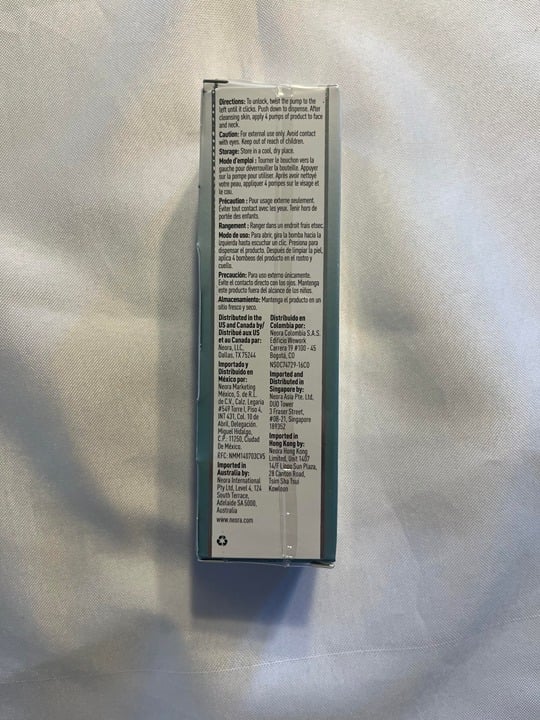 Directions: To unlock, twist the pump to the
left until it clicks. Push down to dispense. After
cleansing skin, apply 4 pumps of product to face
and neck.
Caution: For external use only. Avoid contact
with eyes. Keep out of reach of children.
Storage: Store in a cool, dry place.
Mode d'emploi : Tourner le bouchon vers la
gauche pour déverrouiller la bouteille. Appuyer
sur la pompe pour utiliser. Après avoir nettoyé
votre peau, appliquer 4 pompes sur le visage et
le cou.
Précaution : Pour usage externe seulement.
Éviter tout contact avec les yeux. Tenir hors de
portée des enfants.
Rangement : Ranger dans un endroit frais et sec.
Modo de uso: Para abrir, gira la bomba hacia la
izquierda hasta escuchar un clic. Presiona para
dispensar el producto. Después de limpiar la piel,
aplica 4 bombeos del producto en el rostro y
cuello.
Precaución: Para uso externo únicamente.
Evite el contacto directo con los ojos. Mantenga
este producto fuera del alcance de los niños.
Almacenamiento: Mantenga el producto en un
sitio fresco y seco.
Distributed in the
US and Canada by/
Distribué aux US
et au Canada par:
Neora, LLC,
Dallas, TX 75244
Importado y
Distribuido en
México por:
Neora Marketing
México, S. de R.L.
de C.V., Calz. Legaria
#549 Torre I, Piso 4,
INT 431, Col. 10 de
Abril, Delegación.
Miguel Hidalgo,
C.P.: 11250, Ciudad
De México.
RFC: NMM140703CV5
Imported in
Australia by:
Neora International
Pty Ltd, Level 4, 124
South Terrace,
Adelaide SA 5000,
Australia
www.neora.com
Distribuido en
Colombia por:
Neora Colombia S.A.S.
Edificio Wework
Carrera 19 #100 - 45
Bogotá, CO
NSOC74729-16CO
Imported and
Distributed in
Singapore by:
Neora Asia Pte. Ltd,
DUO Tower
3 Fraser Street,
#08-21, Singapore
189352
Imported in
Hong Kong by:
Neora Hong Kong
Limited, Unit 1407
14/F Lippo Sun Plaza,
28 Canton Road,
Tsim Sha Tsui
Kowloon